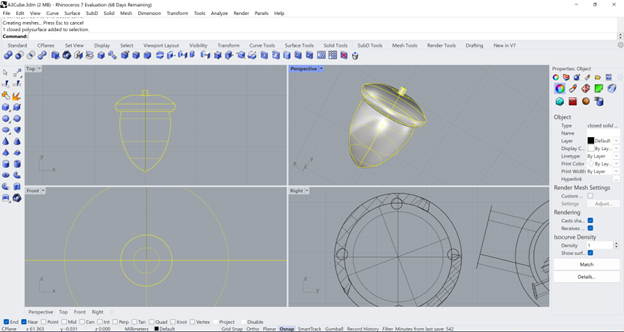 A3Cube.3dm (2 MB) - Rhinoceros 7 Evaluation (68 Days Remaining)
File Edit View Curve Surface SubD Solid Mesh Dimension Transform Tools Analyze Render Panels Help
Creating meshes... Press Esc to cancel
1 closed polysurface added to selection.
Command:
Standard CPlanes Set View Display Select Viewport Layout Visibility Transform Curve Tools Surface Tools Solid Tools SubD Tools Mesh Tools Render Tools Drafting New in V7
Top
Perspective
Properties: Object
Object
Type closed solid ...
Name
Layer Default
Display C... By Lay...
Linetype By Layer
Print Color By Lay...
Print Width By Layer
Hyperlink ...
Front
Right
Render Mesh Settings
Custom ...
Settings Adjust...
Rendering
Casts sha...
Receives ...
Isocurve Density
Density 1
Show surf...
Match
Details...
Perspective Top Front Right
End Near Point Mid Cen Int Perp Tan Quad Knot Vertex Project Disable
CPlane x 61.363 y -0.031 z 0.000 Millimeters Default Grid Snap Ortho Planar Osnap SmartTrack Gumball Record History Filter Minutes from last save: 542